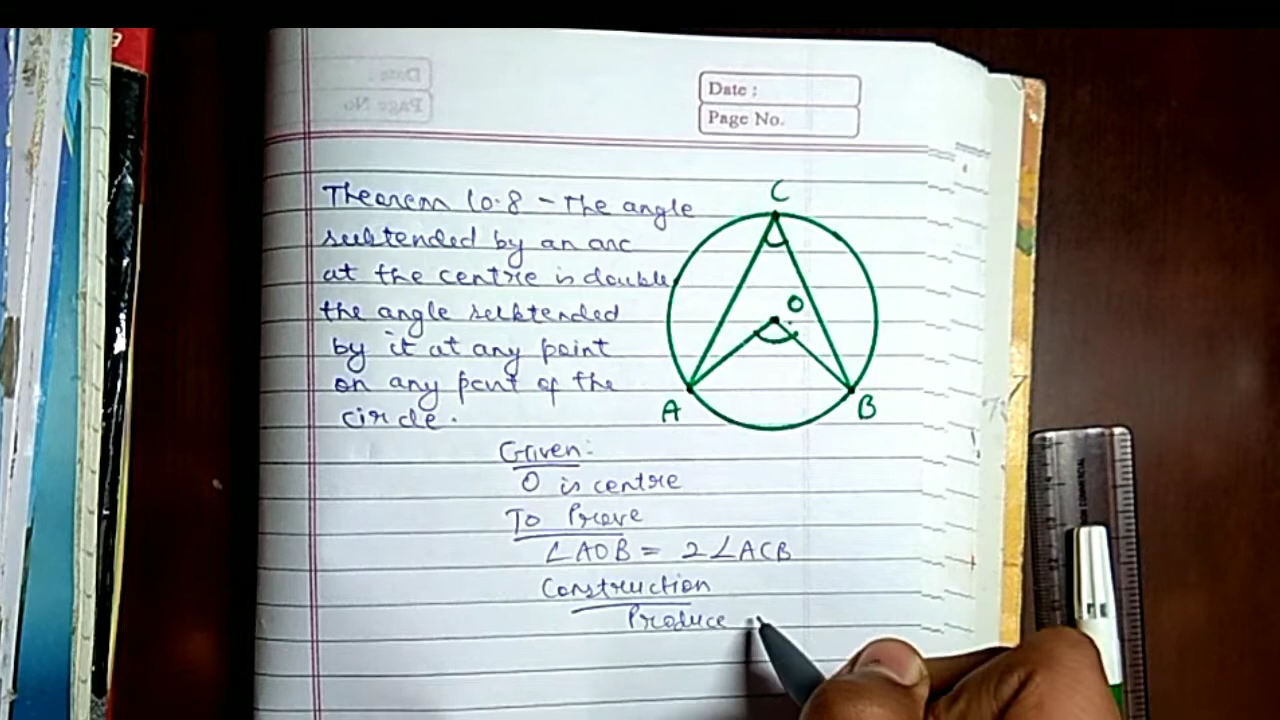 Date :
Page No.
Theorem 10.8 - The angle
subtended by an arc
at the centre is double
the angle subtended
by it at any point
on any part of the
circle.
C
O
A
B
Given:
O is centre
To Prove
∠AOB = 2∠ACB
Construction
Produce